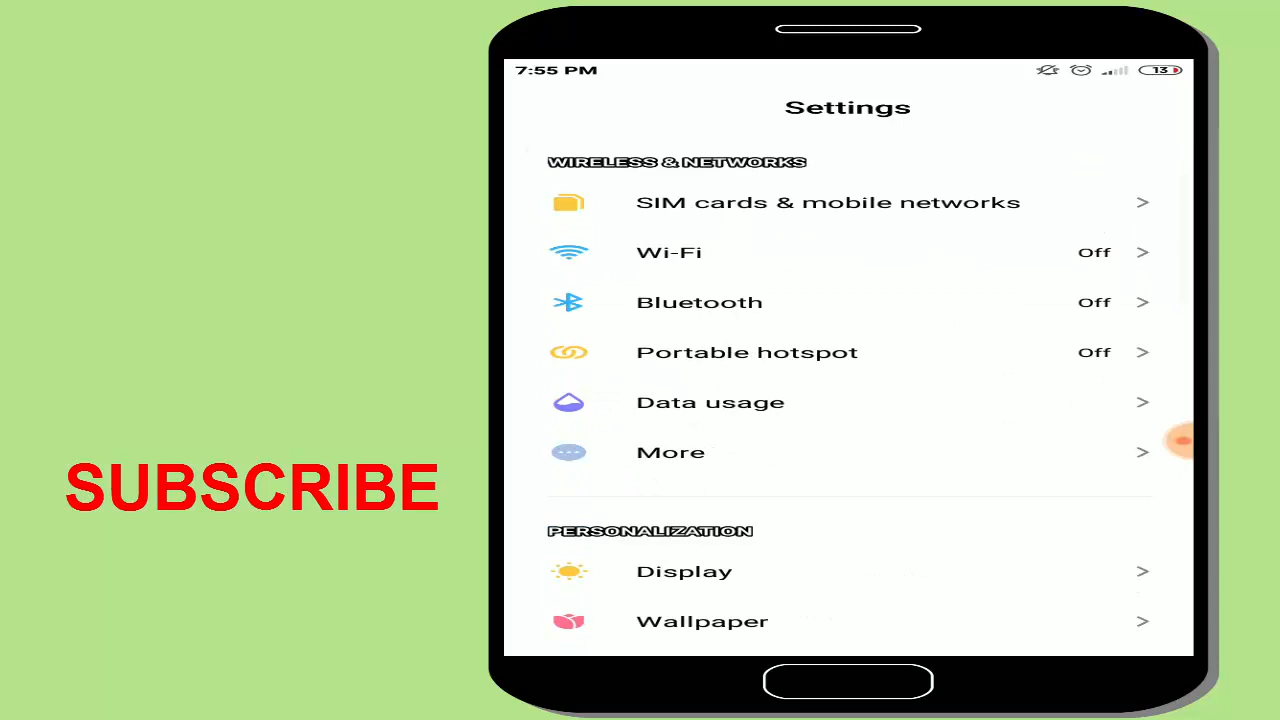 7:55 PM
13
Settings
WIRELESS & NETWORKS
SIM cards & mobile networks >
Wi-Fi Off >
Bluetooth Off >
Portable hotspot Off >
Data usage >
More >
SUBSCRIBE
PERSONALIZATION
Display >
Wallpaper >